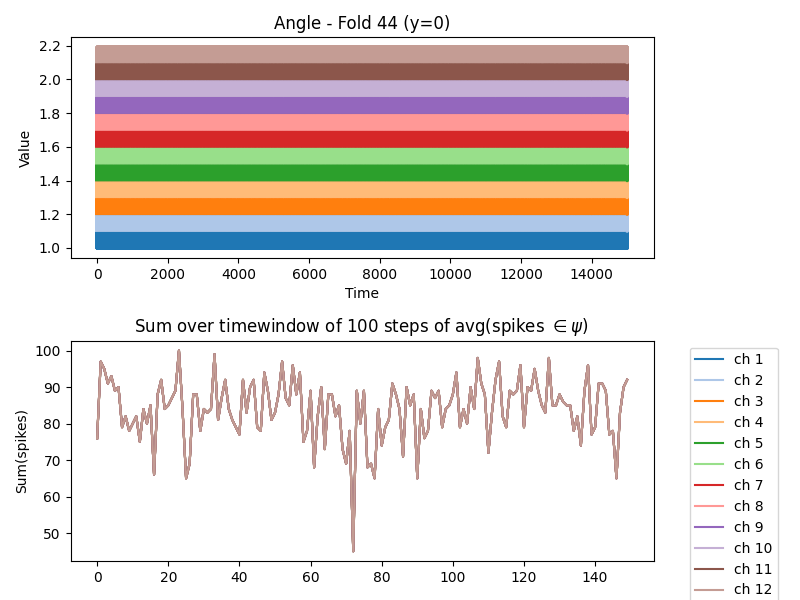 Angle - Fold 44 (y=0)
2.2
2.0
1.8
1.6
1.4
1.2
1.0
Value
0 2000 4000 6000 8000 10000 12000 14000
Time
Sum over timewindow of 100 steps of avg(spikes ∈ ψ)
100
90
80
70
60
50
Sum(spikes)
0 20 40 60 80 100 120 140
ch 1
ch 2
ch 3
ch 4
ch 5
ch 6
ch 7
ch 8
ch 9
ch 10
ch 11
ch 12